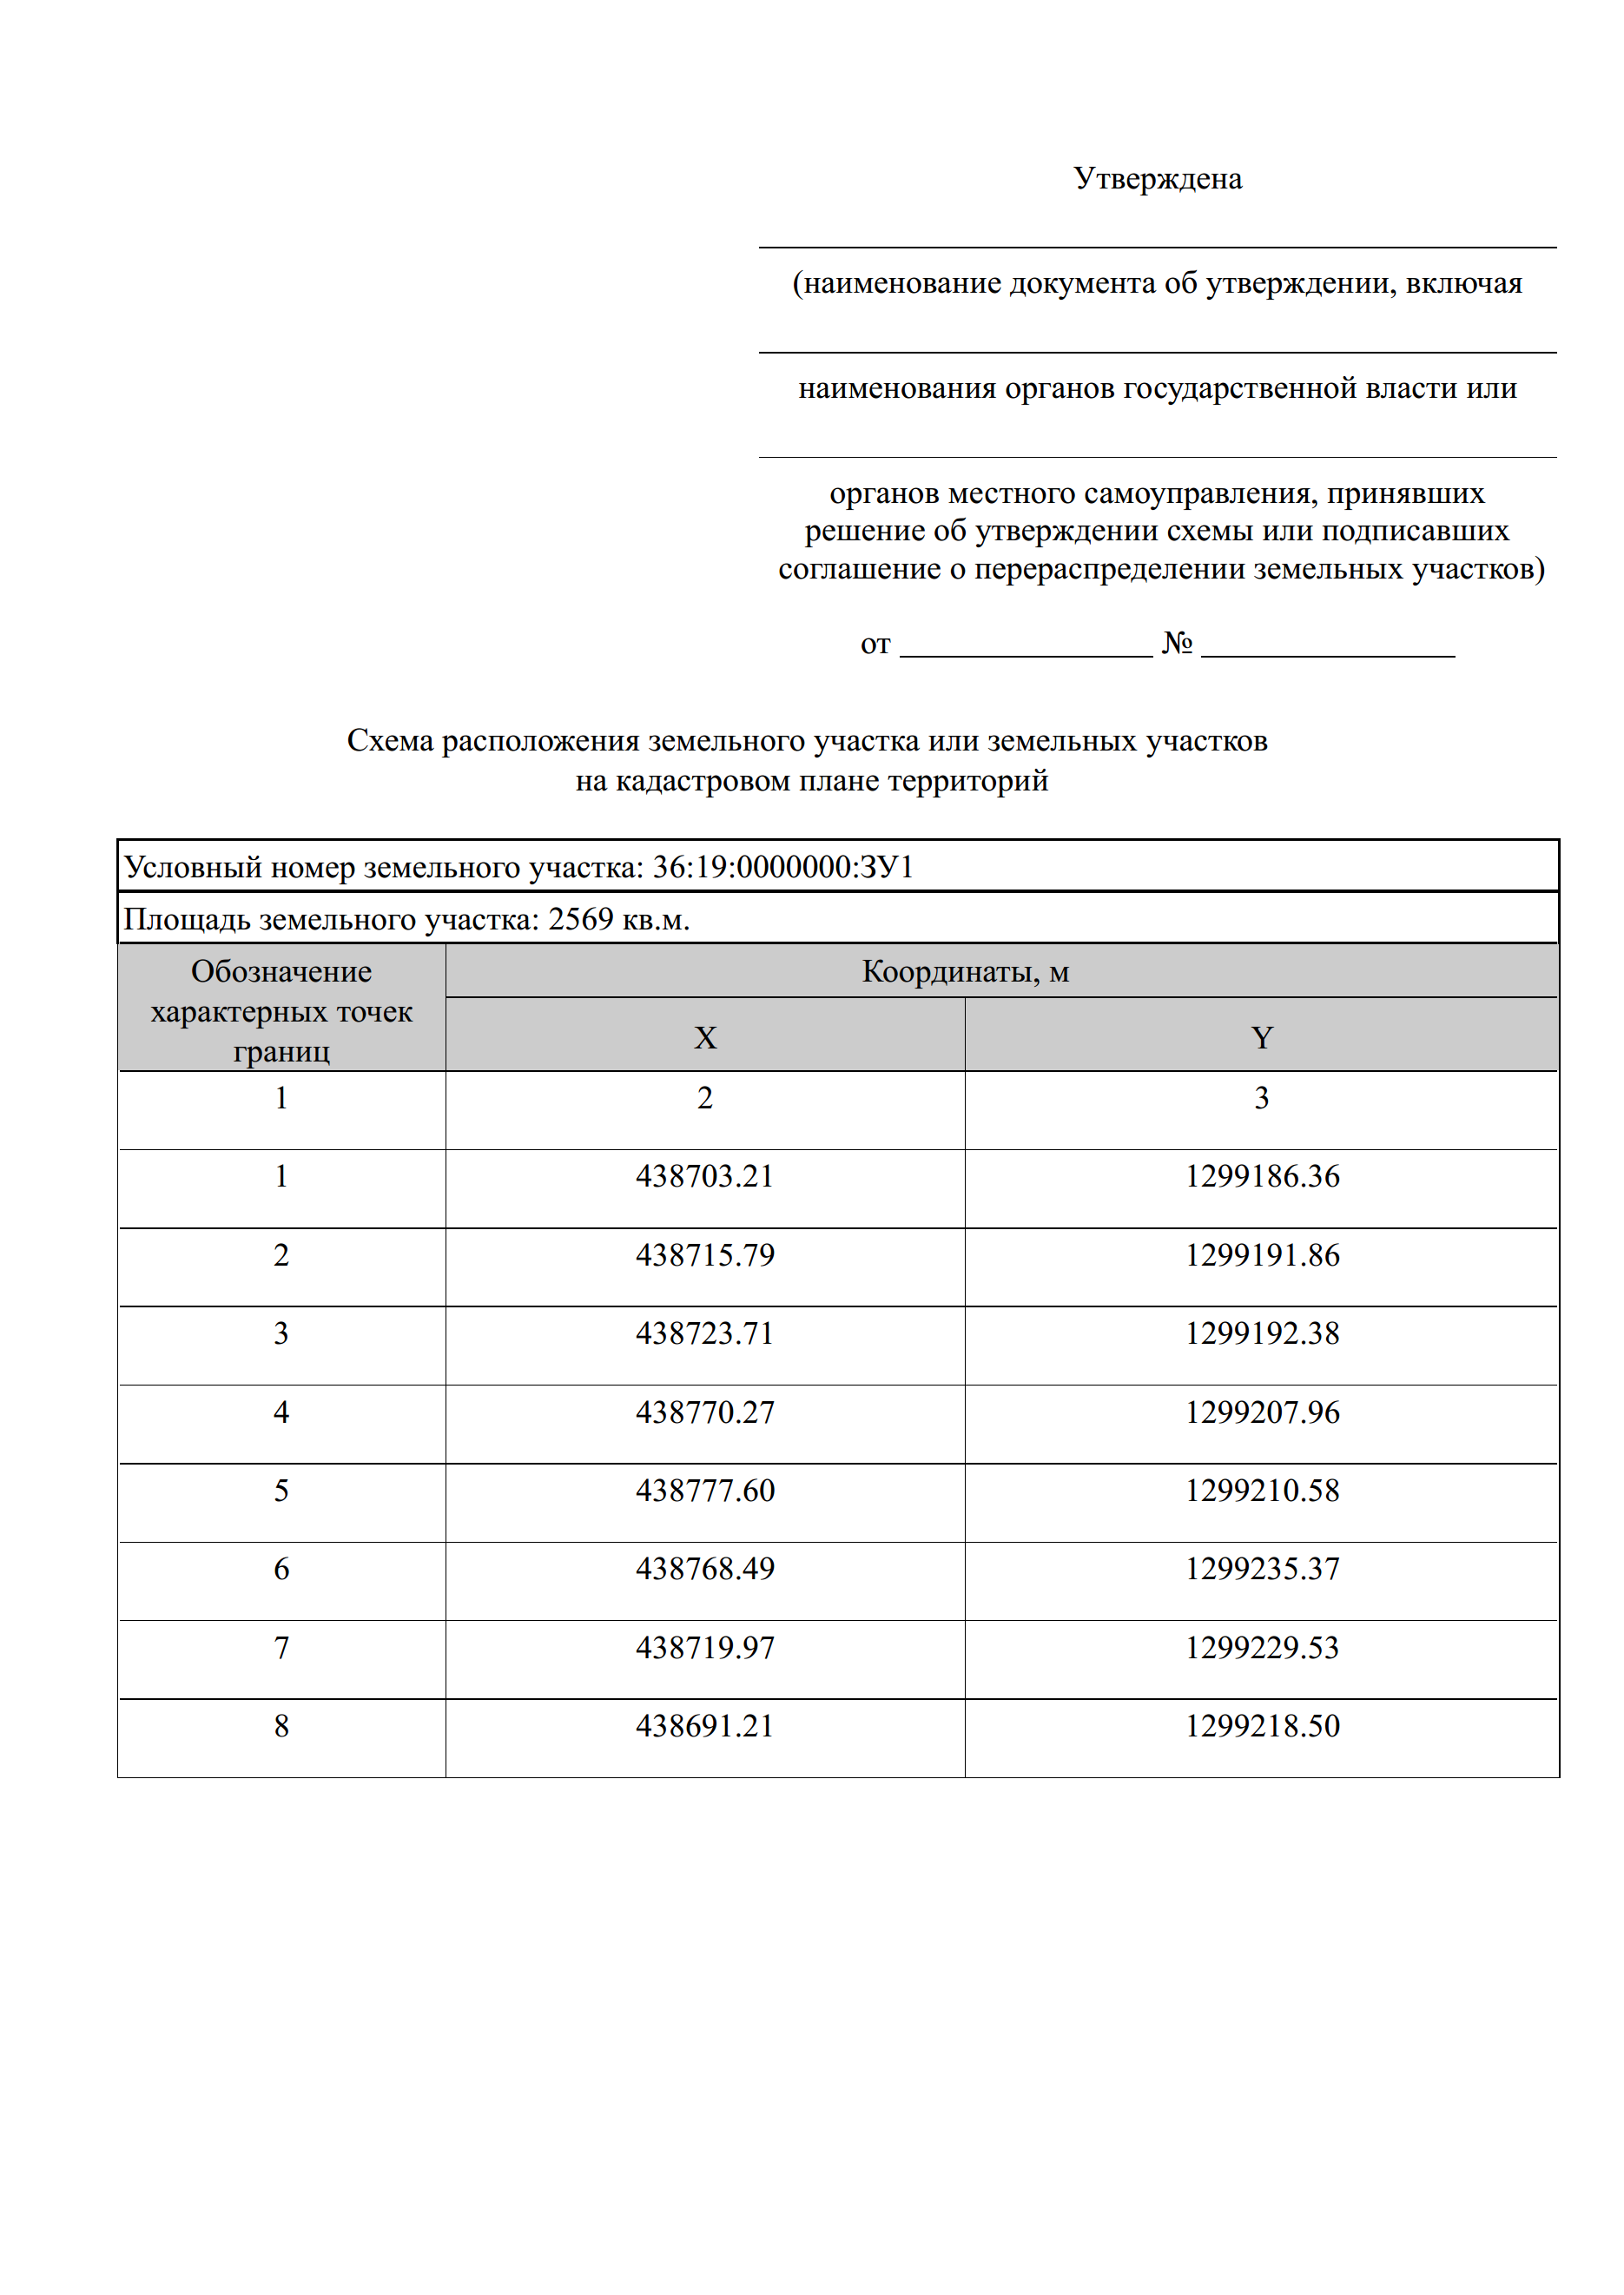 Утверждена
(наименование документа об утверждении, включая
наименования органов государственной власти или
органов местного самоуправления, принявших
решение об утверждении схемы или подписавших
соглашение о перераспределении земельных участков)
от ________________ № ________________
Схема расположения земельного участка или земельных участков
на кадастровом плане территорий
Условный номер земельного участка: 36:19:0000000:ЗУ1
Площадь земельного участка: 2569 кв.м.
Обозначение
характерных точек
границ
Координаты, м
X
Y
1 2 3
1 438703.21 1299186.36
2 438715.79 1299191.86
3 438723.71 1299192.38
4 438770.27 1299207.96
5 438777.60 1299210.58
6 438768.49 1299235.37
7 438719.97 1299229.53
8 438691.21 1299218.50